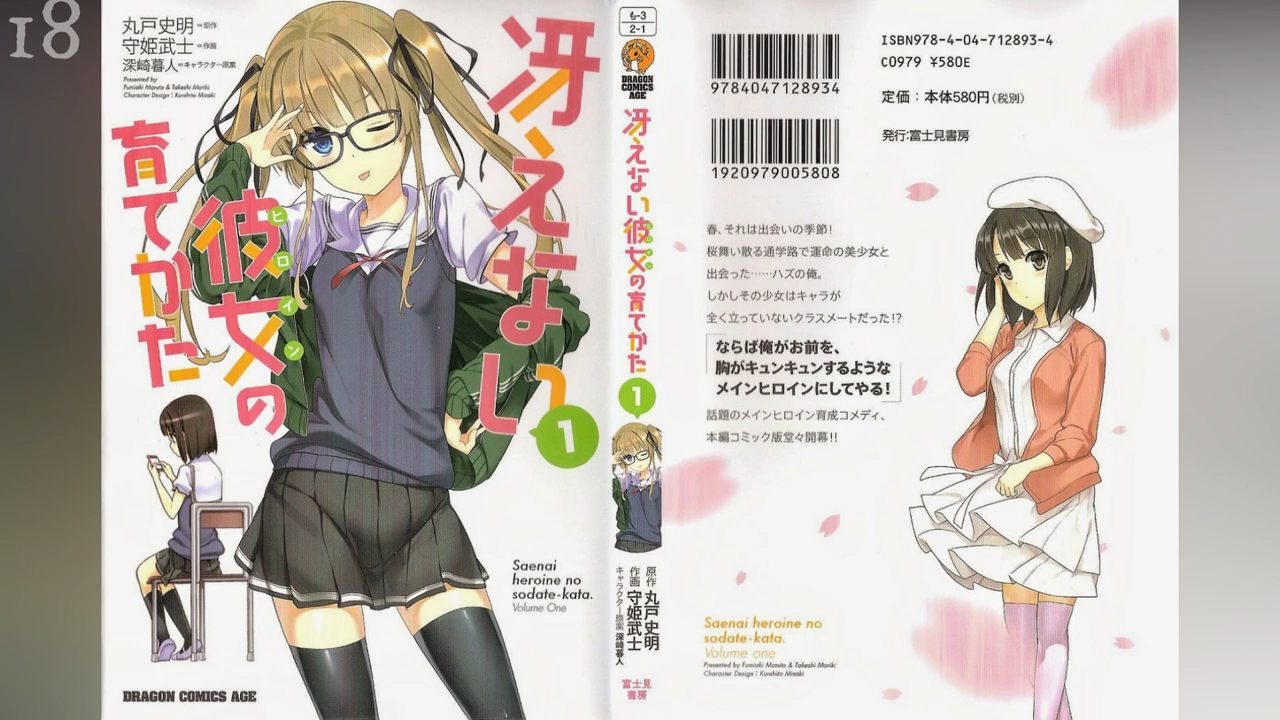 18
丸戸史明=原作
守姫武士=作画
深崎暮人=キャラクター原案
Presented by
Fumiaki Maruto & Takeshi Moriki
Character Design : Kurehito Misaki
冴えない
彼女の
ヒロイン
育てかた
1
Saenai
heroine no
sodate-kata.
Volume One
DRAGON COMICS AGE
も-3
2-1
DRAGON
COMICS
AGE
冴えない彼女の育てかた
ヒロイン
1
原作 丸戸史明
作画 守姫武士
キャラクター原案 深崎暮人
富士見
書房
9784047128934
1920979005808
ISBN978-4-04-712893-4
C0979 ¥580E
定価:本体580円(税別)
発行:富士見書房
春、それは出会いの季節!
桜舞い散る通学路で運命の美少女と
出会った……ハズの俺。
しかしその少女はキャラが
全く立っていないクラスメートだった!?
「ならば俺がお前を、
胸がキュンキュンするような
メインヒロインにしてやる!」
話題のメインヒロイン育成コメディ、
本編コミック版堂々開幕!!
Saenai heroine no
sodate-kata.
Volume one
Presented by Fumiaki Maruto & Takeshi Moriki
Character Design : Kurehito Misaki